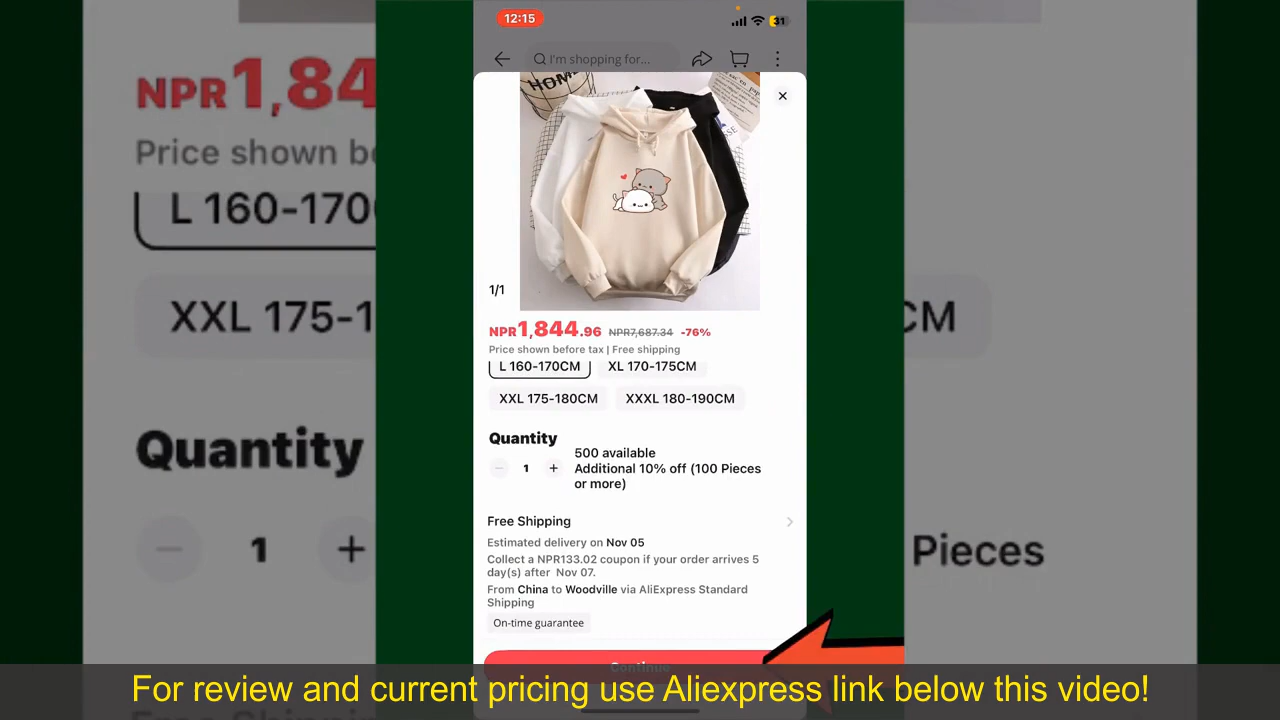 12:15
31
I'm shopping for...
HOME
1/1
NPR1,844.96 NPR7,687.34 -76%
Price shown before tax | Free shipping
L 160-170CM XL 170-175CM
XXL 175-180CM XXXL 180-190CM
Quantity
1
500 available
Additional 10% off (100 Pieces
or more)
Free Shipping
Estimated delivery on Nov 05
Collect a NPR133.02 coupon if your order arrives 5
day(s) after Nov 07.
From China to Woodville via AliExpress Standard
Shipping
On-time guarantee
Continue
NPR1,84
Price shown be
L 160-170
XXL 175-1
CM
Quantity
1
Pieces
For review and current pricing use Aliexpress link below this video!